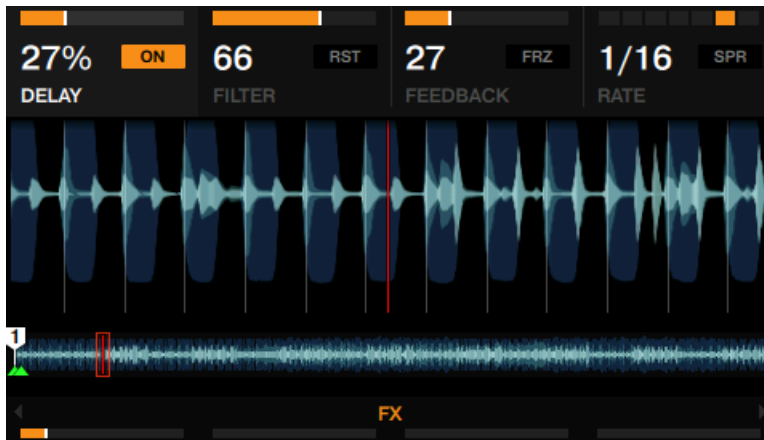 27% ON 66 RST 27 FRZ 1/16 SPR
DELAY FILTER FEEDBACK RATE
1
FX